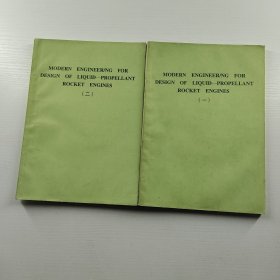 MODERN ENGINEERING FOR
DESIGN OF LIQUID-PROPELLANT
ROCKET ENGINES
(二)
MODERN ENGINEERING FOR
DESIGN OF LIQUID-PROPELLANT
ROCKET ENGINES
(一)